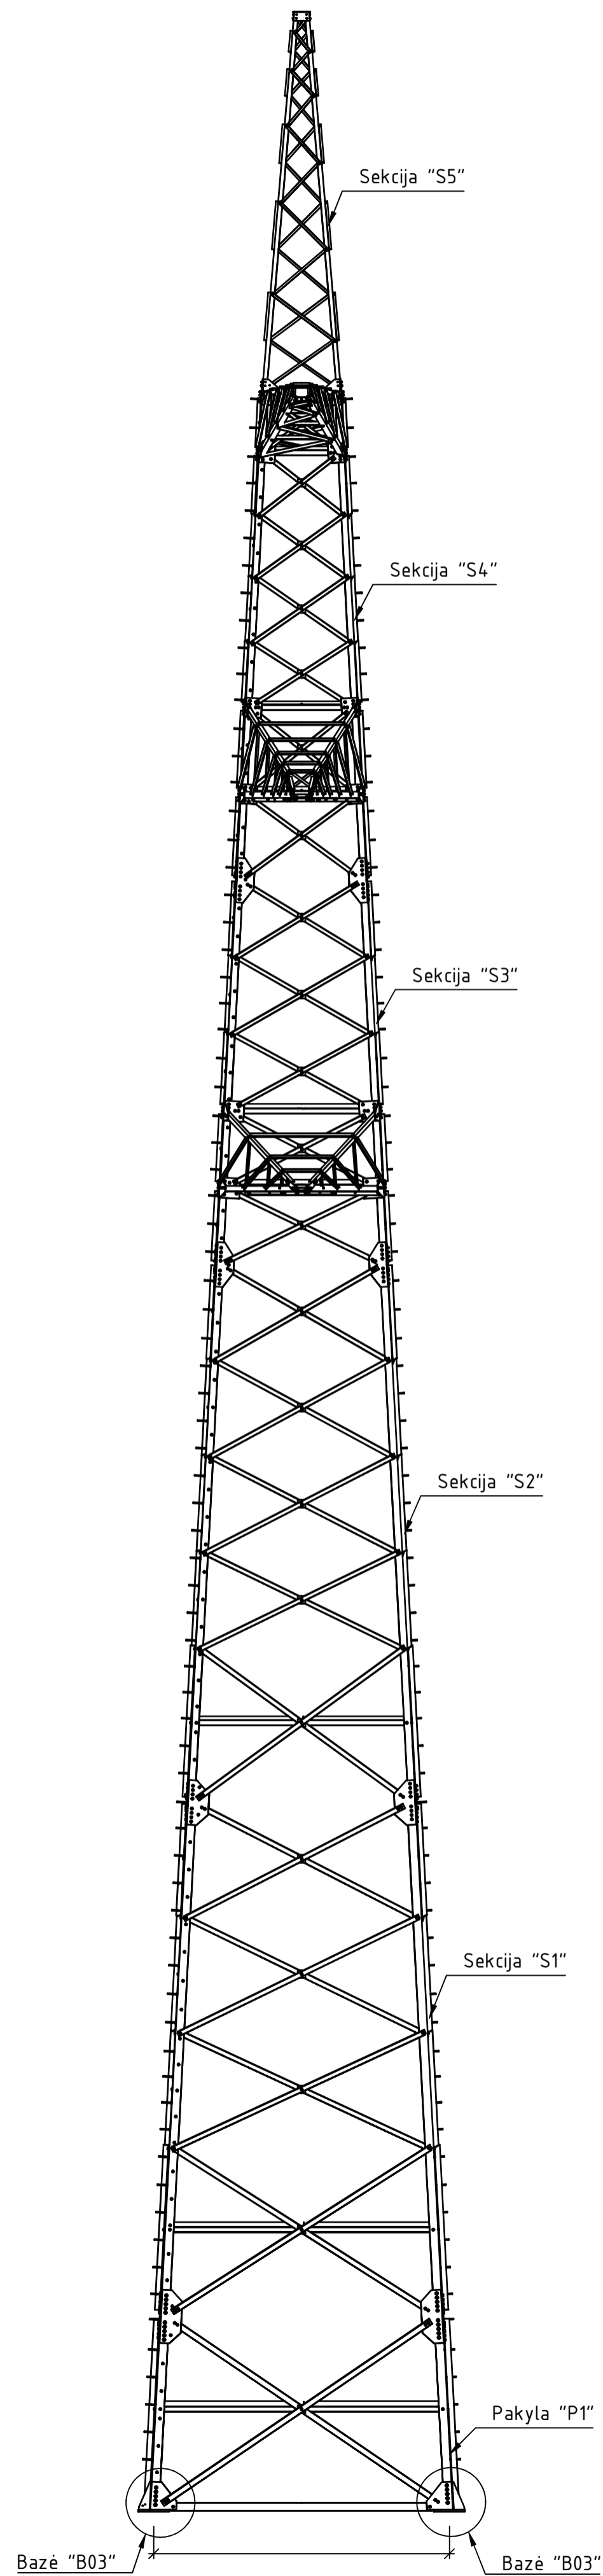 Sekcija "S5"
Sekcija "S4"
Sekcija "S3"
Sekcija "S2"
Sekcija "S1"
Pakyla "P1"
Bazė "B03"
Bazė "B03"